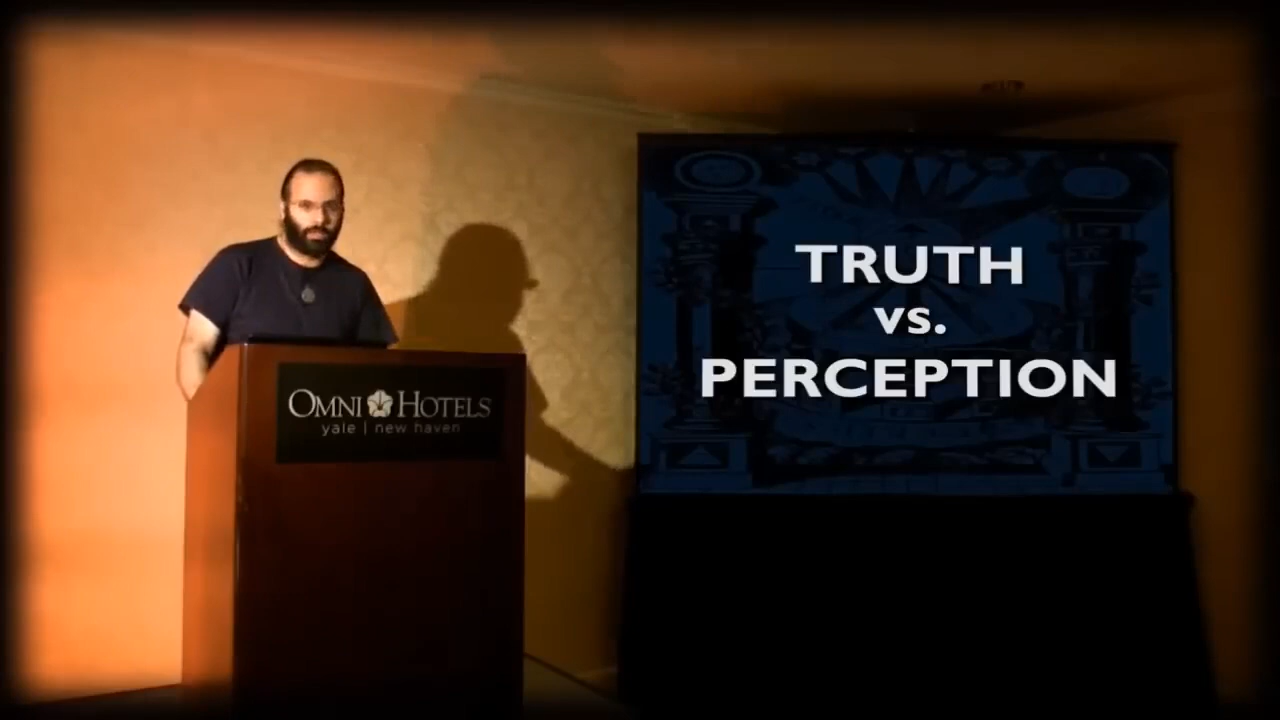 OMNI HOTELS
yale | new haven
TRUTH
vs.
PERCEPTION